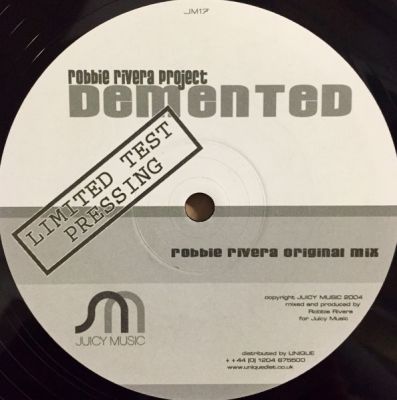 JM17
robbie rivera project
DEMENTED
LIMITED TEST
PRESSING
robbie rivera original mix
copyright JUICY MUSIC 2004
mixed and produced by
Robbie Rivera
for Juicy Music
JUICY MUSIC
distributed by UNIQUE
++44 (0) 1204 675500
www.uniquedist.co.uk